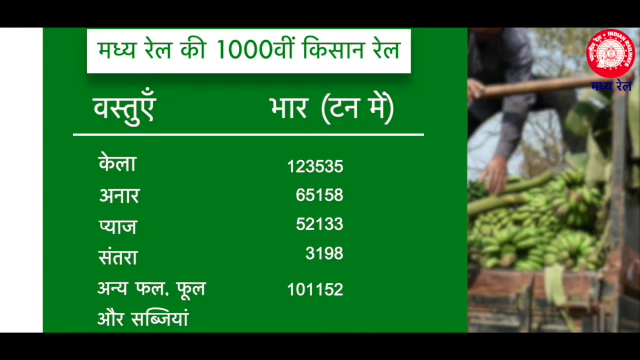 मध्य रेल की 1000वीं किसान रेल
मध्य रेल
वस्तुएँ भार (टन में)
केला 123535
अनार 65158
प्याज 52133
संतरा 3198
अन्य फल, फूल 101152
और सब्जियां